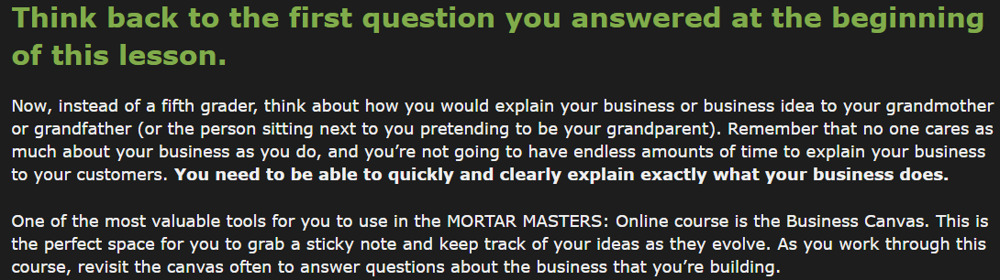 Think back to the first question you answered at the beginning
of this lesson.
Now, instead of a fifth grader, think about how you would explain your business or business idea to your grandmother
or grandfather (or the person sitting next to you pretending to be your grandparent). Remember that no one cares as
much about your business as you do, and you’re not going to have endless amounts of time to explain your business
to your customers. You need to be able to quickly and clearly explain exactly what your business does.
One of the most valuable tools for you to use in the MORTAR MASTERS: Online course is the Business Canvas. This is
the perfect space for you to grab a sticky note and keep track of your ideas as they evolve. As you work through this
course, revisit the canvas often to answer questions about the business that you’re building.